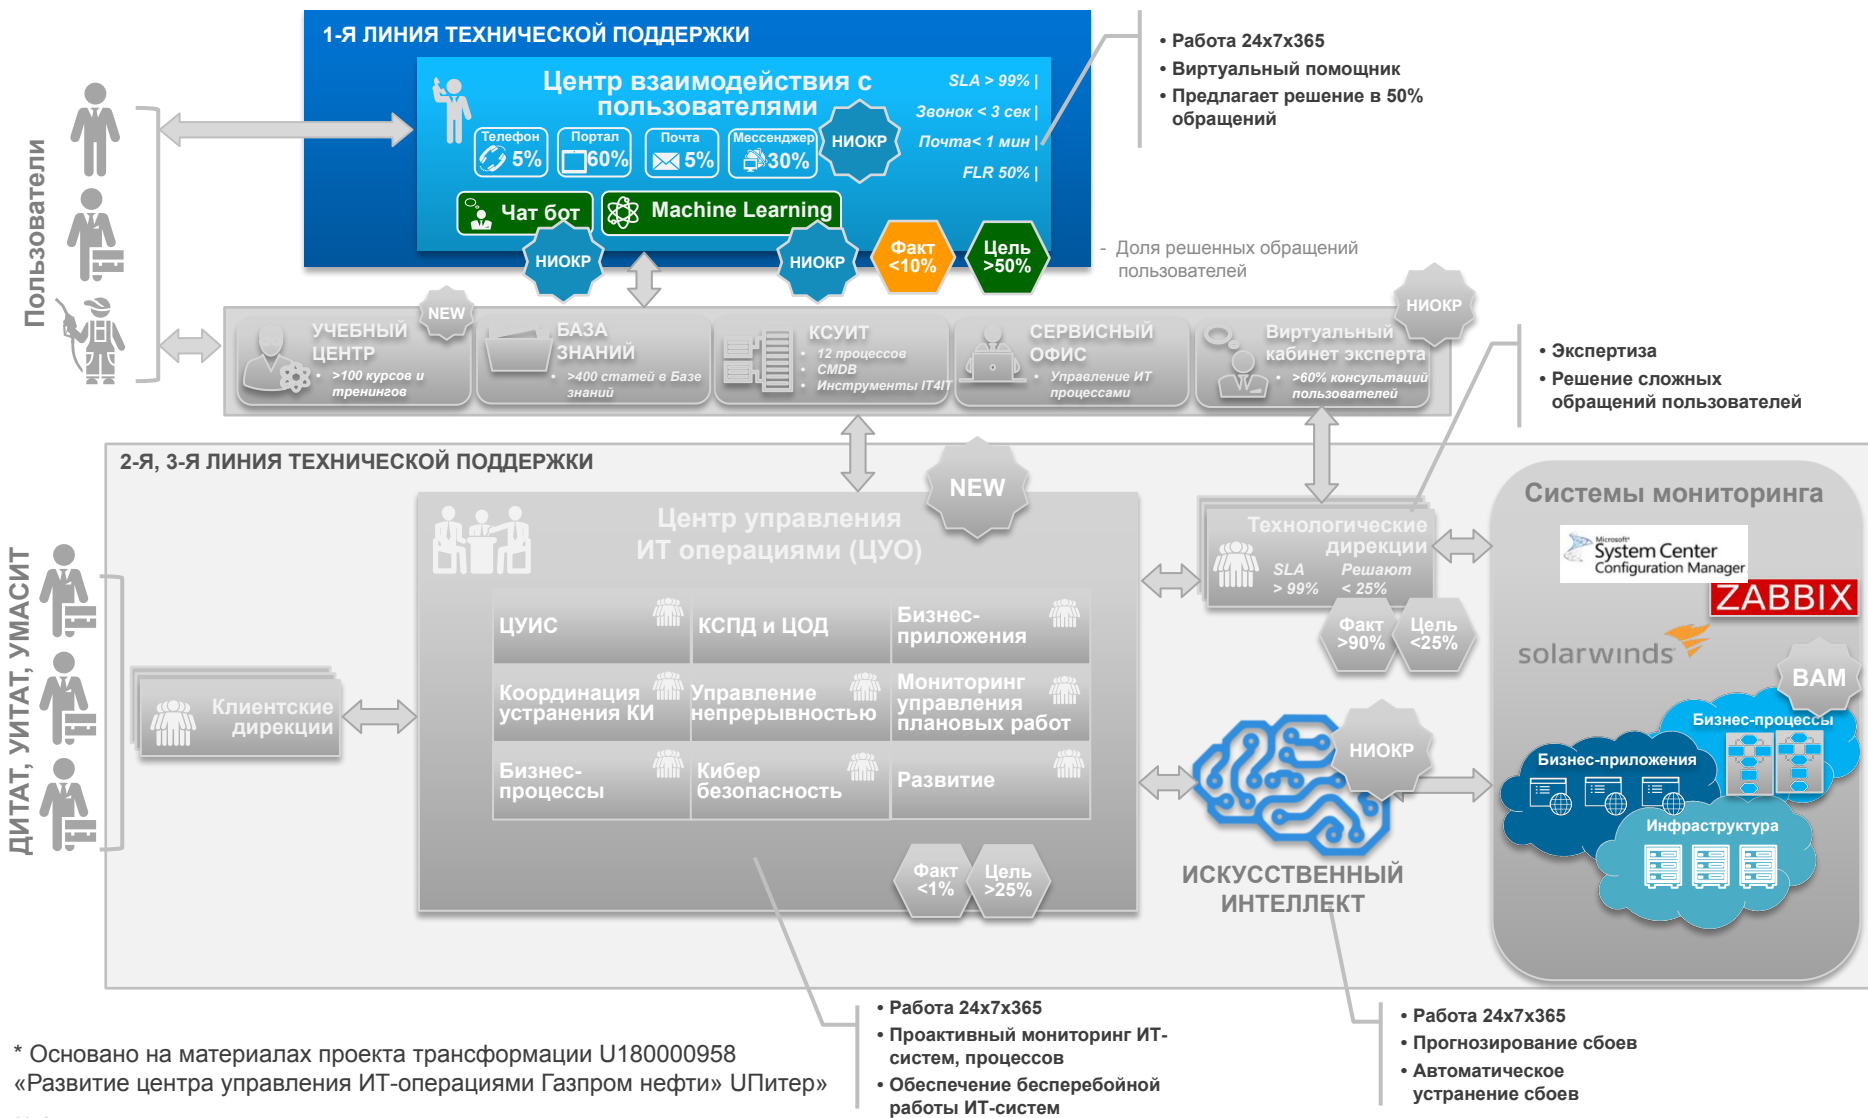 1-Я ЛИНИЯ ТЕХНИЧЕСКОЙ ПОДДЕРЖКИ
Центр взаимодействия с
пользователями
Телефон
5%
Портал
60%
Почта
5%
Мессенджер
30%
НИОКР
SLA > 99% |
Звонок < 3 сек |
Почта< 1 мин |
FLR 50% |
Чат бот
Machine Learning
НИОКР
НИОКР
Факт
<10%
Цель
>50%
• Работа 24х7х365
• Виртуальный помощник
• Предлагает решение в 50%
обращений
- Доля решенных обращений
пользователей
Пользователи
УЧЕБНЫЙ
ЦЕНТР
• >100 курсов и
тренингов
NEW
БАЗА
ЗНАНИЙ
• >400 статей в Базе
знаний
КСУИТ
• 12 процессов
• CMDB
• Инструменты IT4IT
СЕРВИСНЫЙ
ОФИС
• Управление ИТ
процессами
Виртуальный
кабинет эксперта
• >60% консультаций
пользователей
НИОКР
• Экспертиза
• Решение сложных
обращений пользователей
2-Я, 3-Я ЛИНИЯ ТЕХНИЧЕСКОЙ ПОДДЕРЖКИ
ДИТАТ, УИТАТ, УМАСИТ
Клиентские
дирекции
Центр управления
ИТ операциями (ЦУО)
NEW
ЦУИС
КСПД и ЦОД
Бизнес-
приложения
Координация
устранения КИ
Управление
непрерывностью
Мониторинг
управления
плановых работ
Бизнес-
процессы
Кибер
безопасность
Развитие
Факт
<1%
Цель
>25%
Технологические
дирекции
SLA
> 99%
Решают
< 25%
Факт
>90%
Цель
<25%
НИОКР
ИСКУССТВЕННЫЙ
ИНТЕЛЛЕКТ
Системы мониторинга
Microsoft
System Center
Configuration Manager
ZABBIX
solarwinds
BAM
Бизнес-процессы
Бизнес-приложения
Инфраструктура
• Работа 24х7х365
• Проактивный мониторинг ИТ-
систем, процессов
• Обеспечение бесперебойной
работы ИТ-систем
• Работа 24х7х365
• Прогнозирование сбоев
• Автоматическое
устранение сбоев
* Основано на материалах проекта трансформации U180000958
«Развитие центра управления ИТ-операциями Газпром нефти» UПитер»